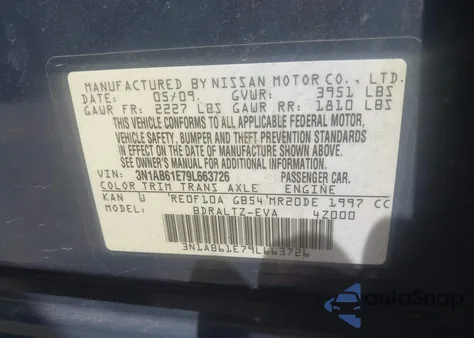 MANUFACTURED BY NISSAN MOTOR CO., LTD.
DATE: 05/09. GVWR: 3951 LBS
GAWR FR: 2227 LBS GAWR RR: 1810 LBS
THIS VEHICLE CONFORMS TO ALL APPLICABLE FEDERAL MOTOR
VEHICLE SAFETY, BUMPER AND THEFT PREVENTION STANDARDS
IN EFFECT ON THE DATE OF MANUFACTURE SHOWN ABOVE.
SEE OWNER'S MANUAL FOR ADDITIONAL INFORMATION.
VIN: 3N1AB61E79L663726 PASSENGER CAR.
COLOR TRIM TRANS AXLE ENGINE
KAN W REOF10A GB54 MR20DE 1997 CC
MODEL: BDRALTZ-EVA 4Z000
3N1AB61E79L663726
AutaSnap